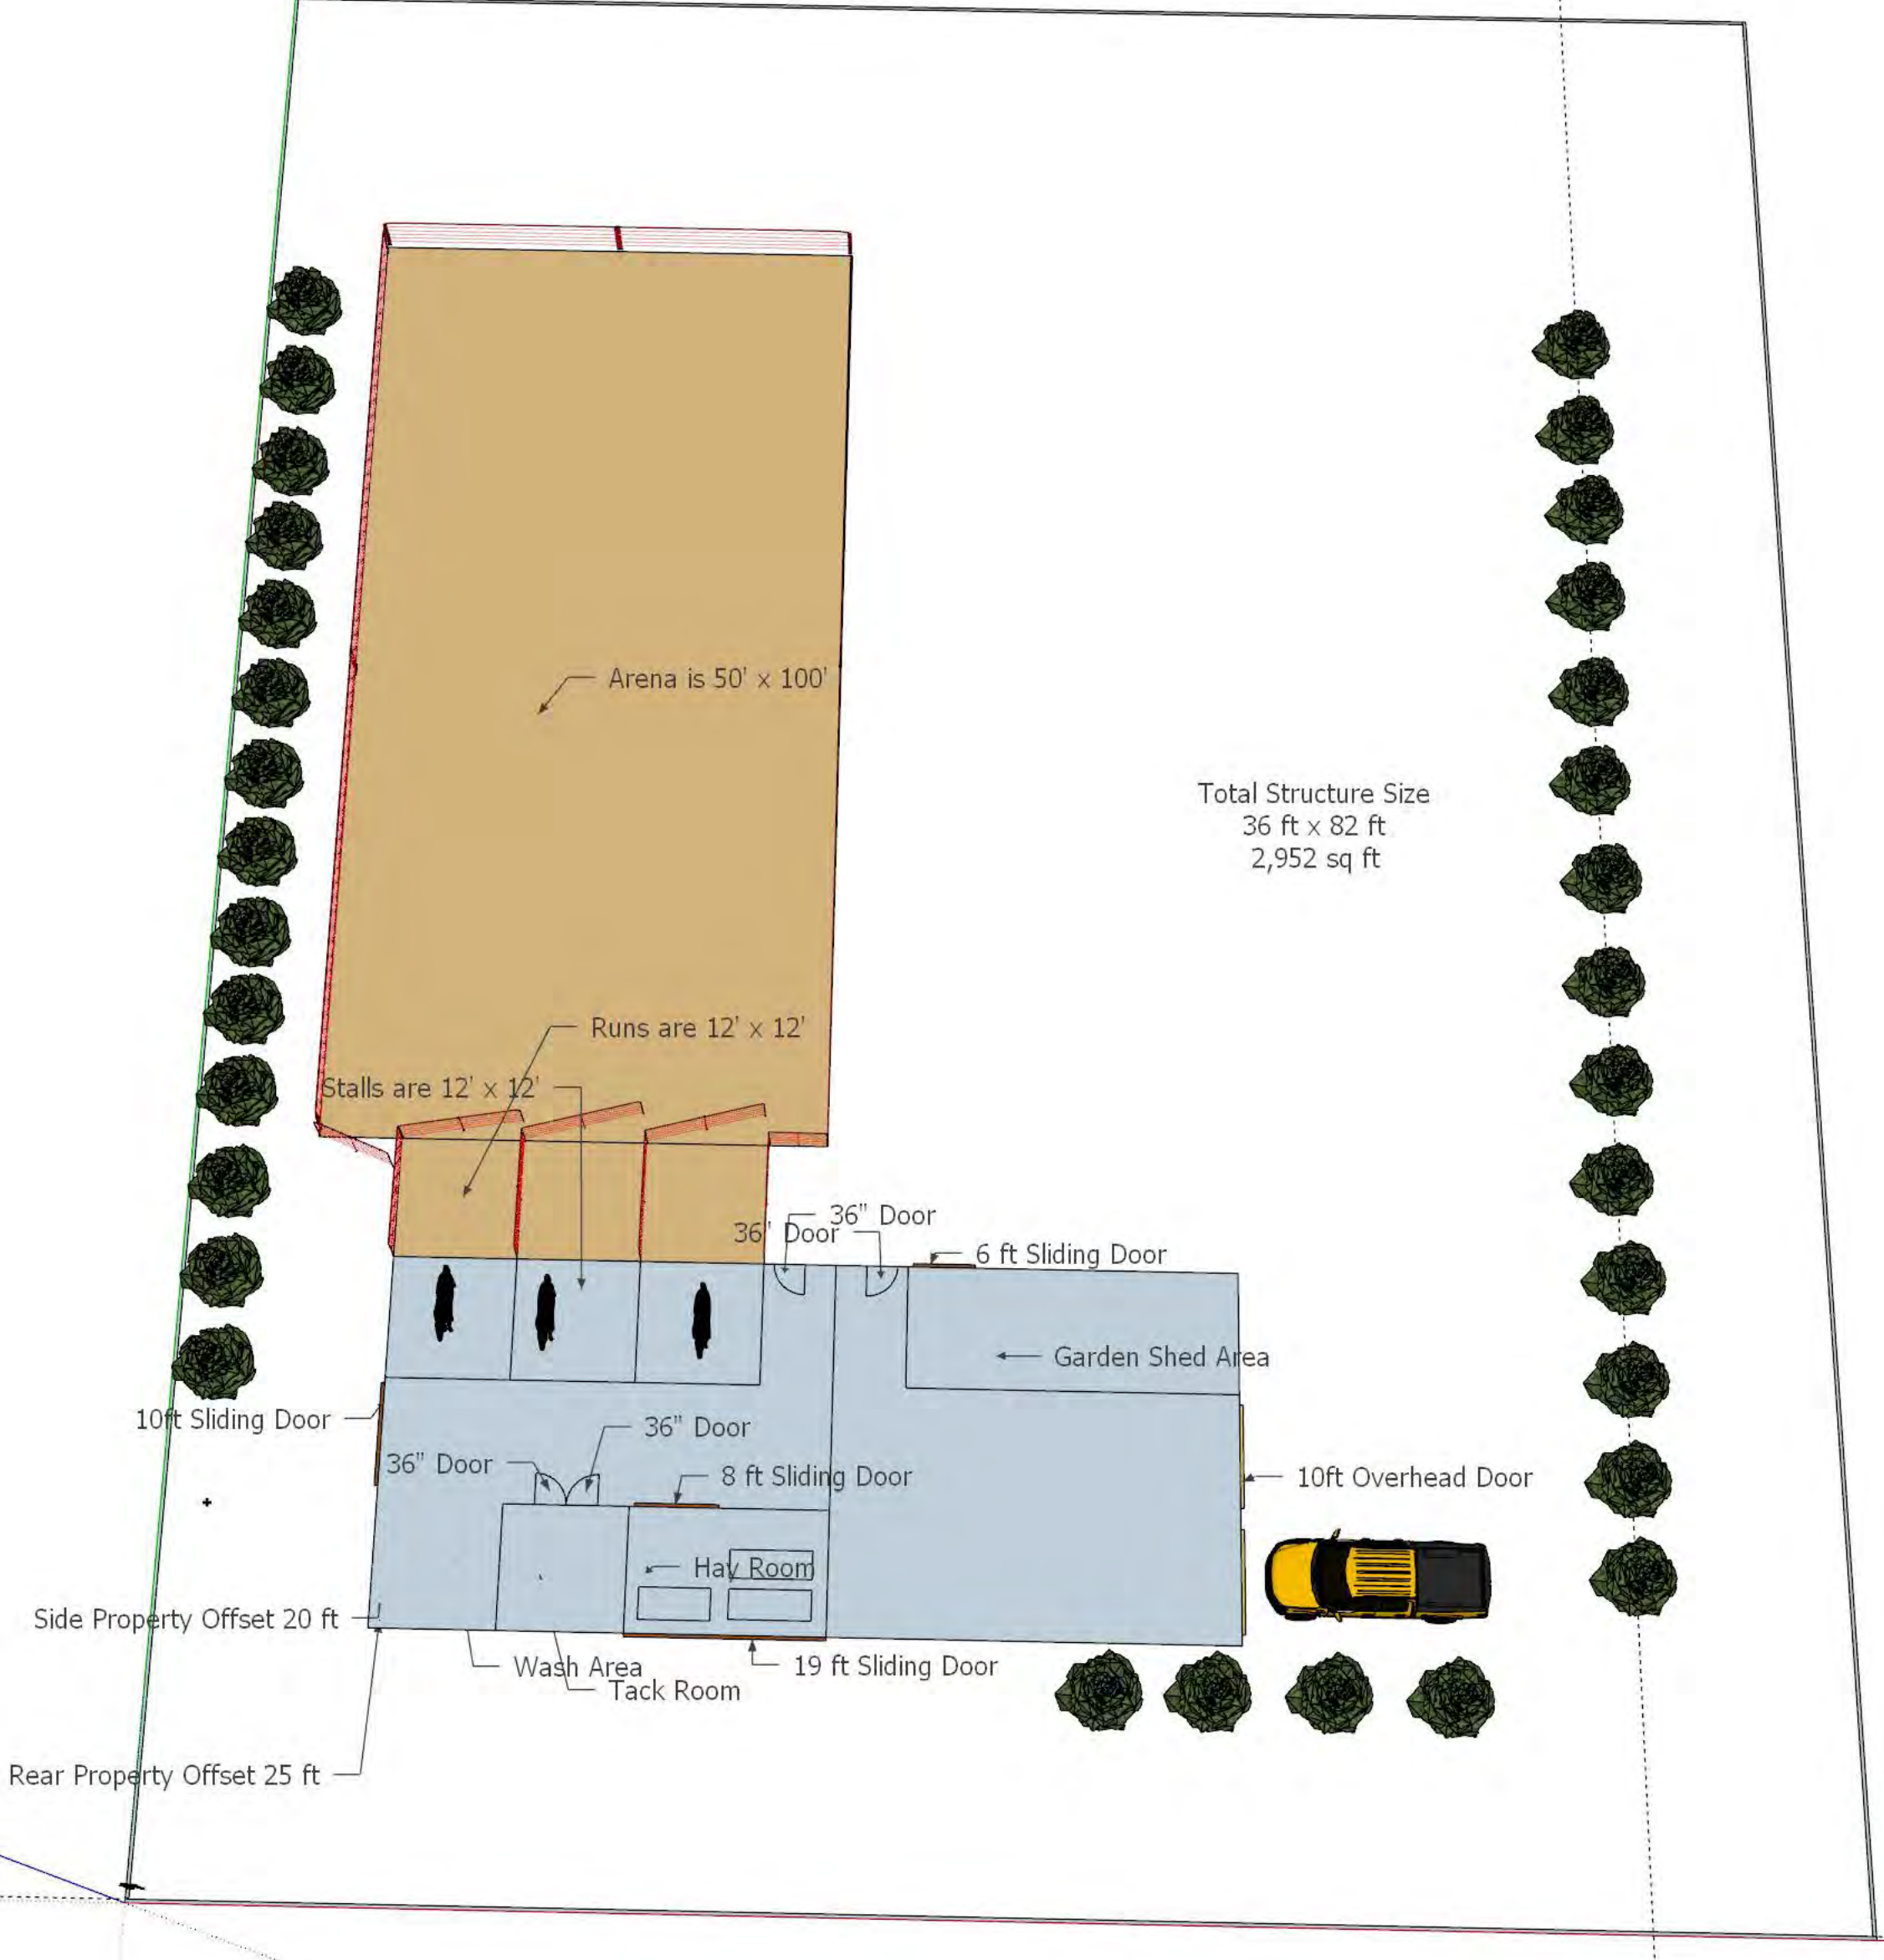 Arena is 50' x 100'
Total Structure Size
36 ft x 82 ft
2,952 sq ft
Runs are 12' x 12'
Stalls are 12' x 12'
36" Door
36' Door
6 ft Sliding Door
Garden Shed Area
10ft Sliding Door
36" Door
36" Door
8 ft Sliding Door
10ft Overhead Door
Hay Room
Side Property Offset 20 ft
Wash Area
19 ft Sliding Door
Tack Room
Rear Property Offset 25 ft